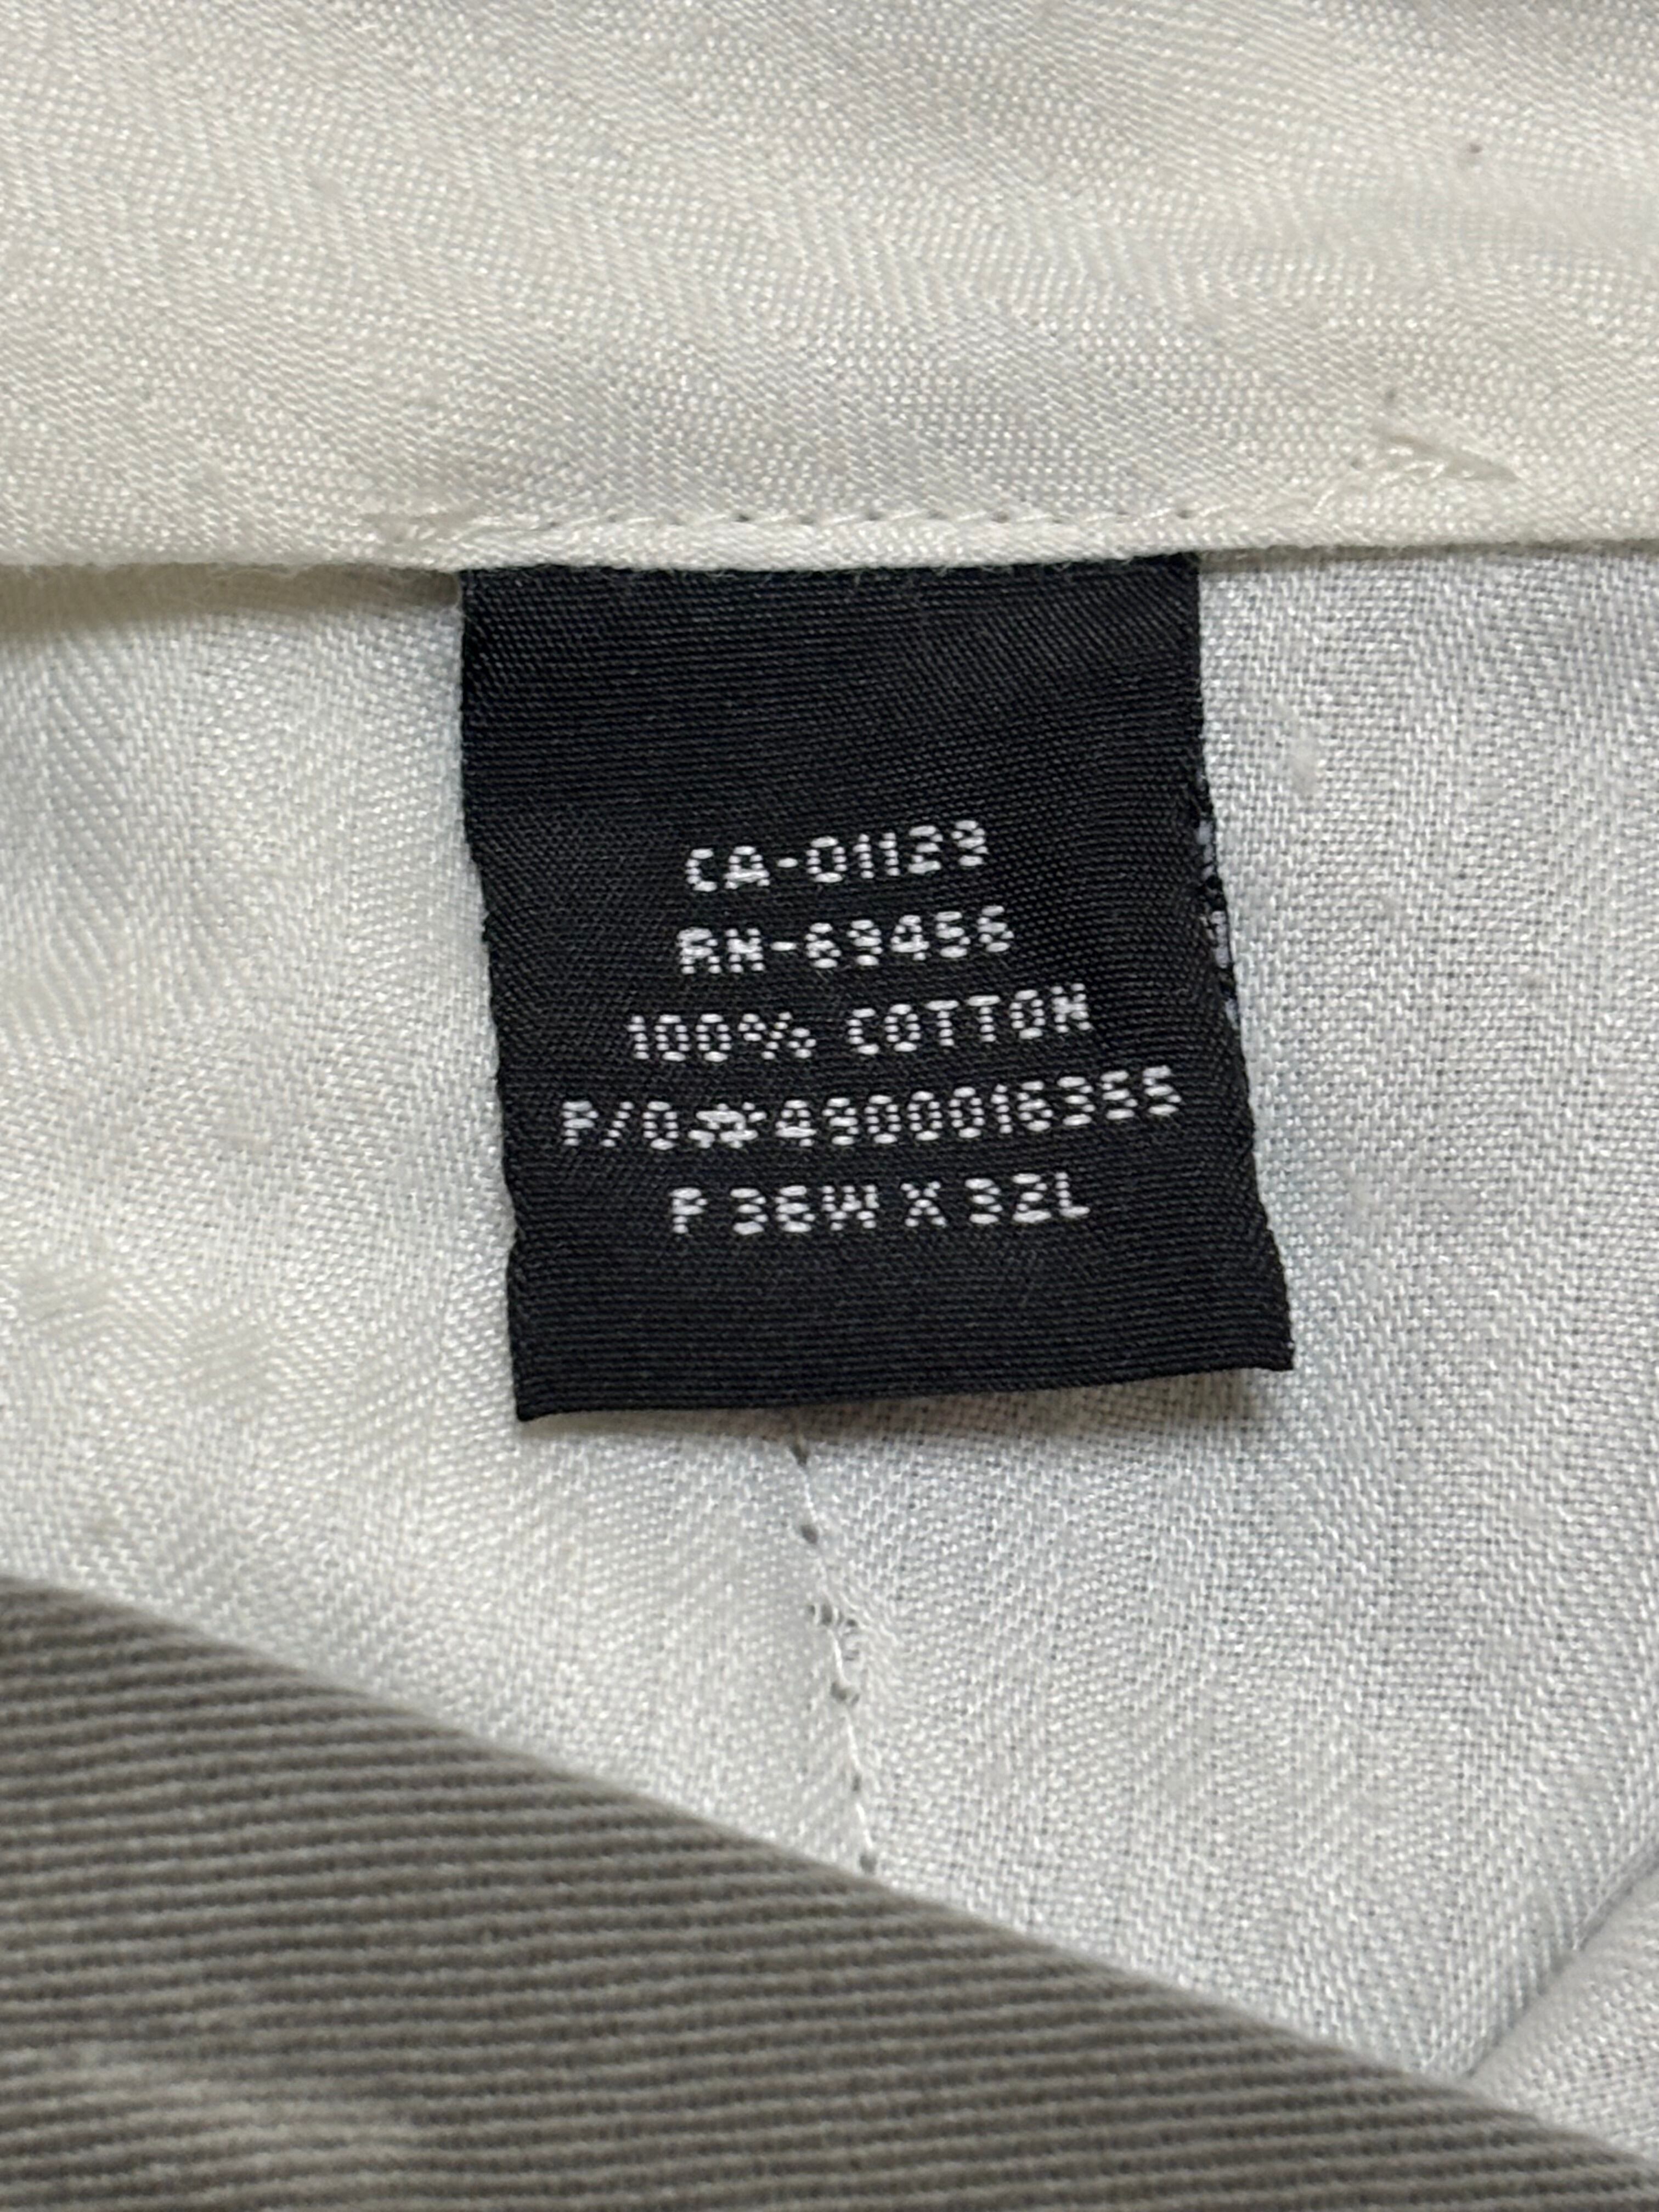 CA-01129
RN-69456
100% COTTON
P/O#4900016355
P 36W X 32L